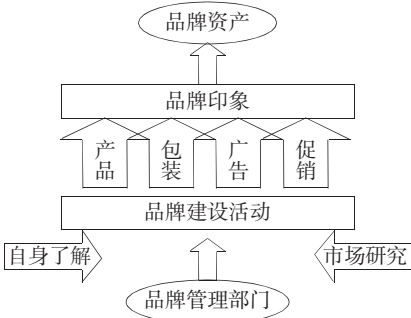 品牌资产
品牌印象
产品
包装
广告
促销
品牌建设活动
自身了解
市场研究
品牌管理部门